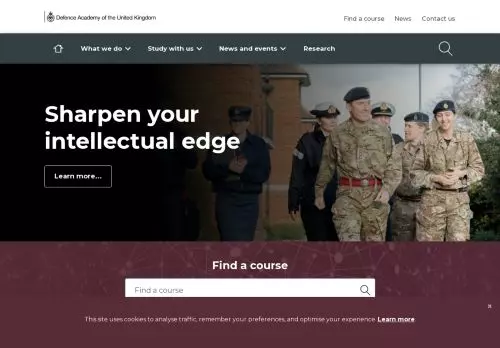 Defence Academy of the United Kingdom
Find a course News Contact us
What we do Study with us News and events Research
Sharpen your
intellectual edge
Learn more...
Find a course
Find a course
×
This site uses cookies to analyse traffic, remember your preferences, and optimise your experience. Learn more.